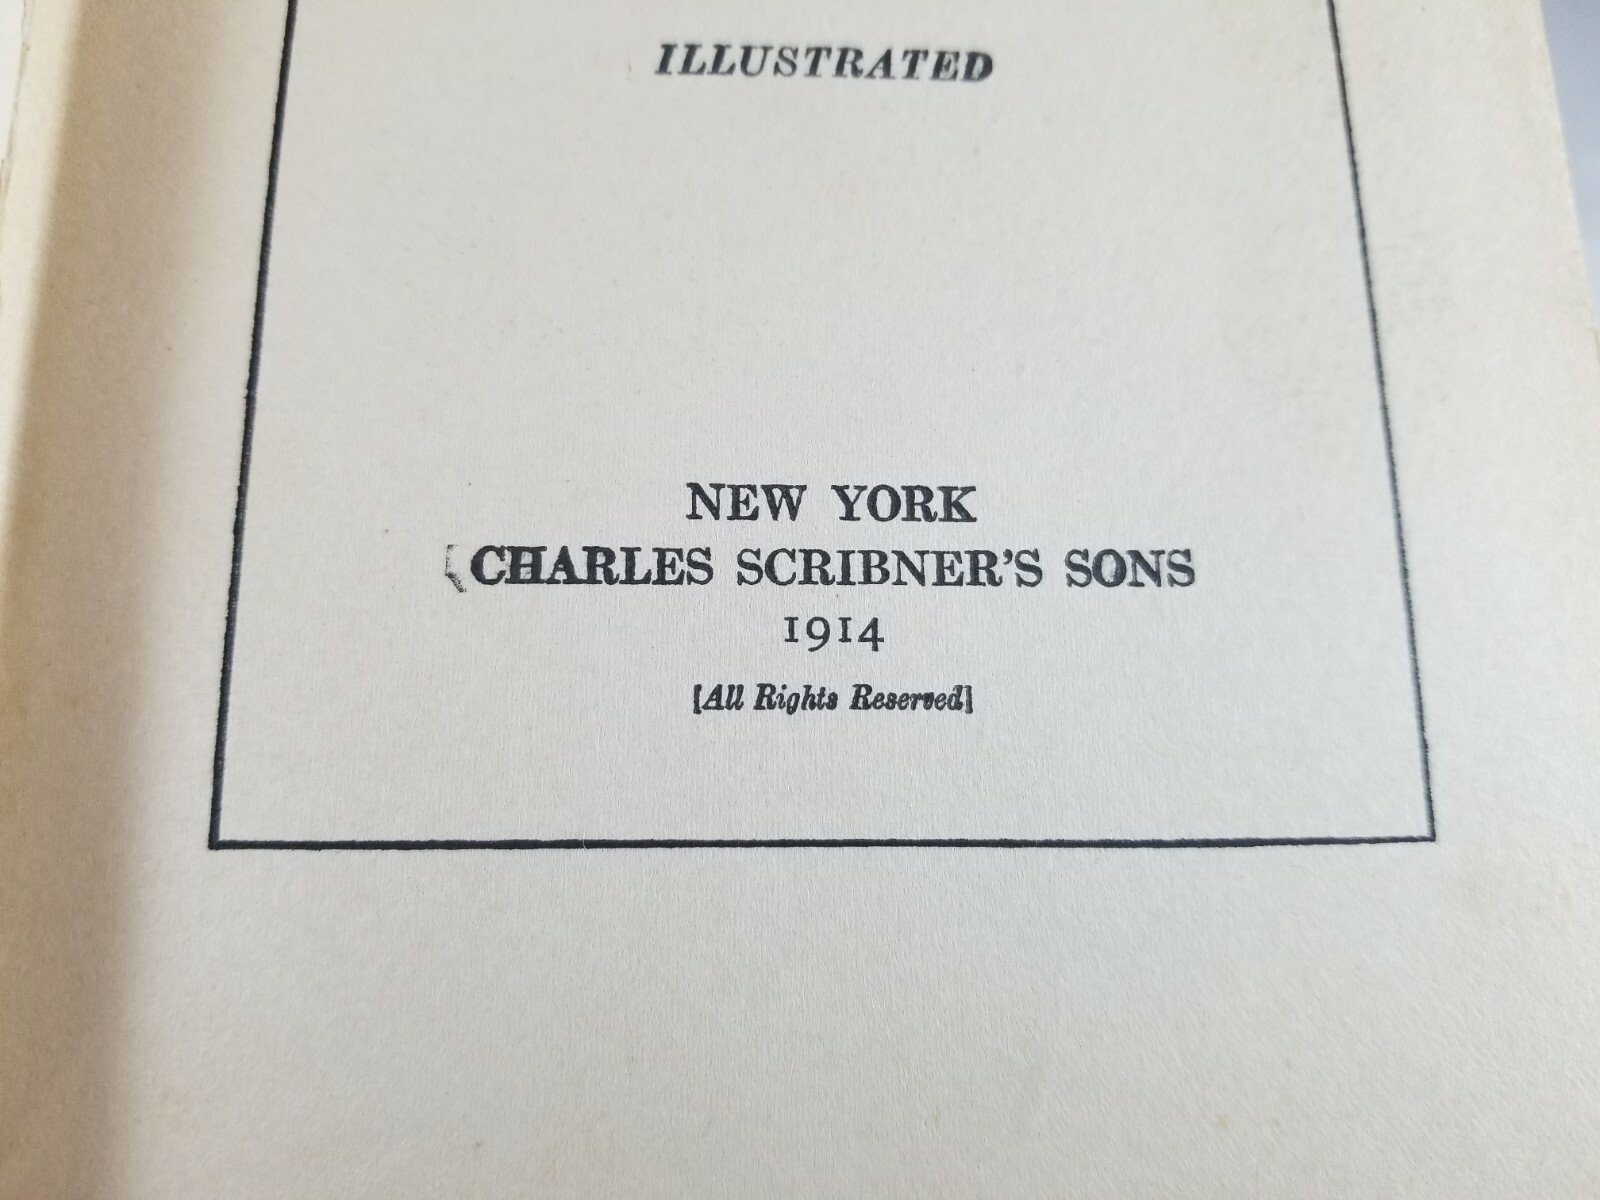 ILLUSTRATED
NEW YORK
CHARLES SCRIBNER'S SONS
1914
[All Rights Reserved]